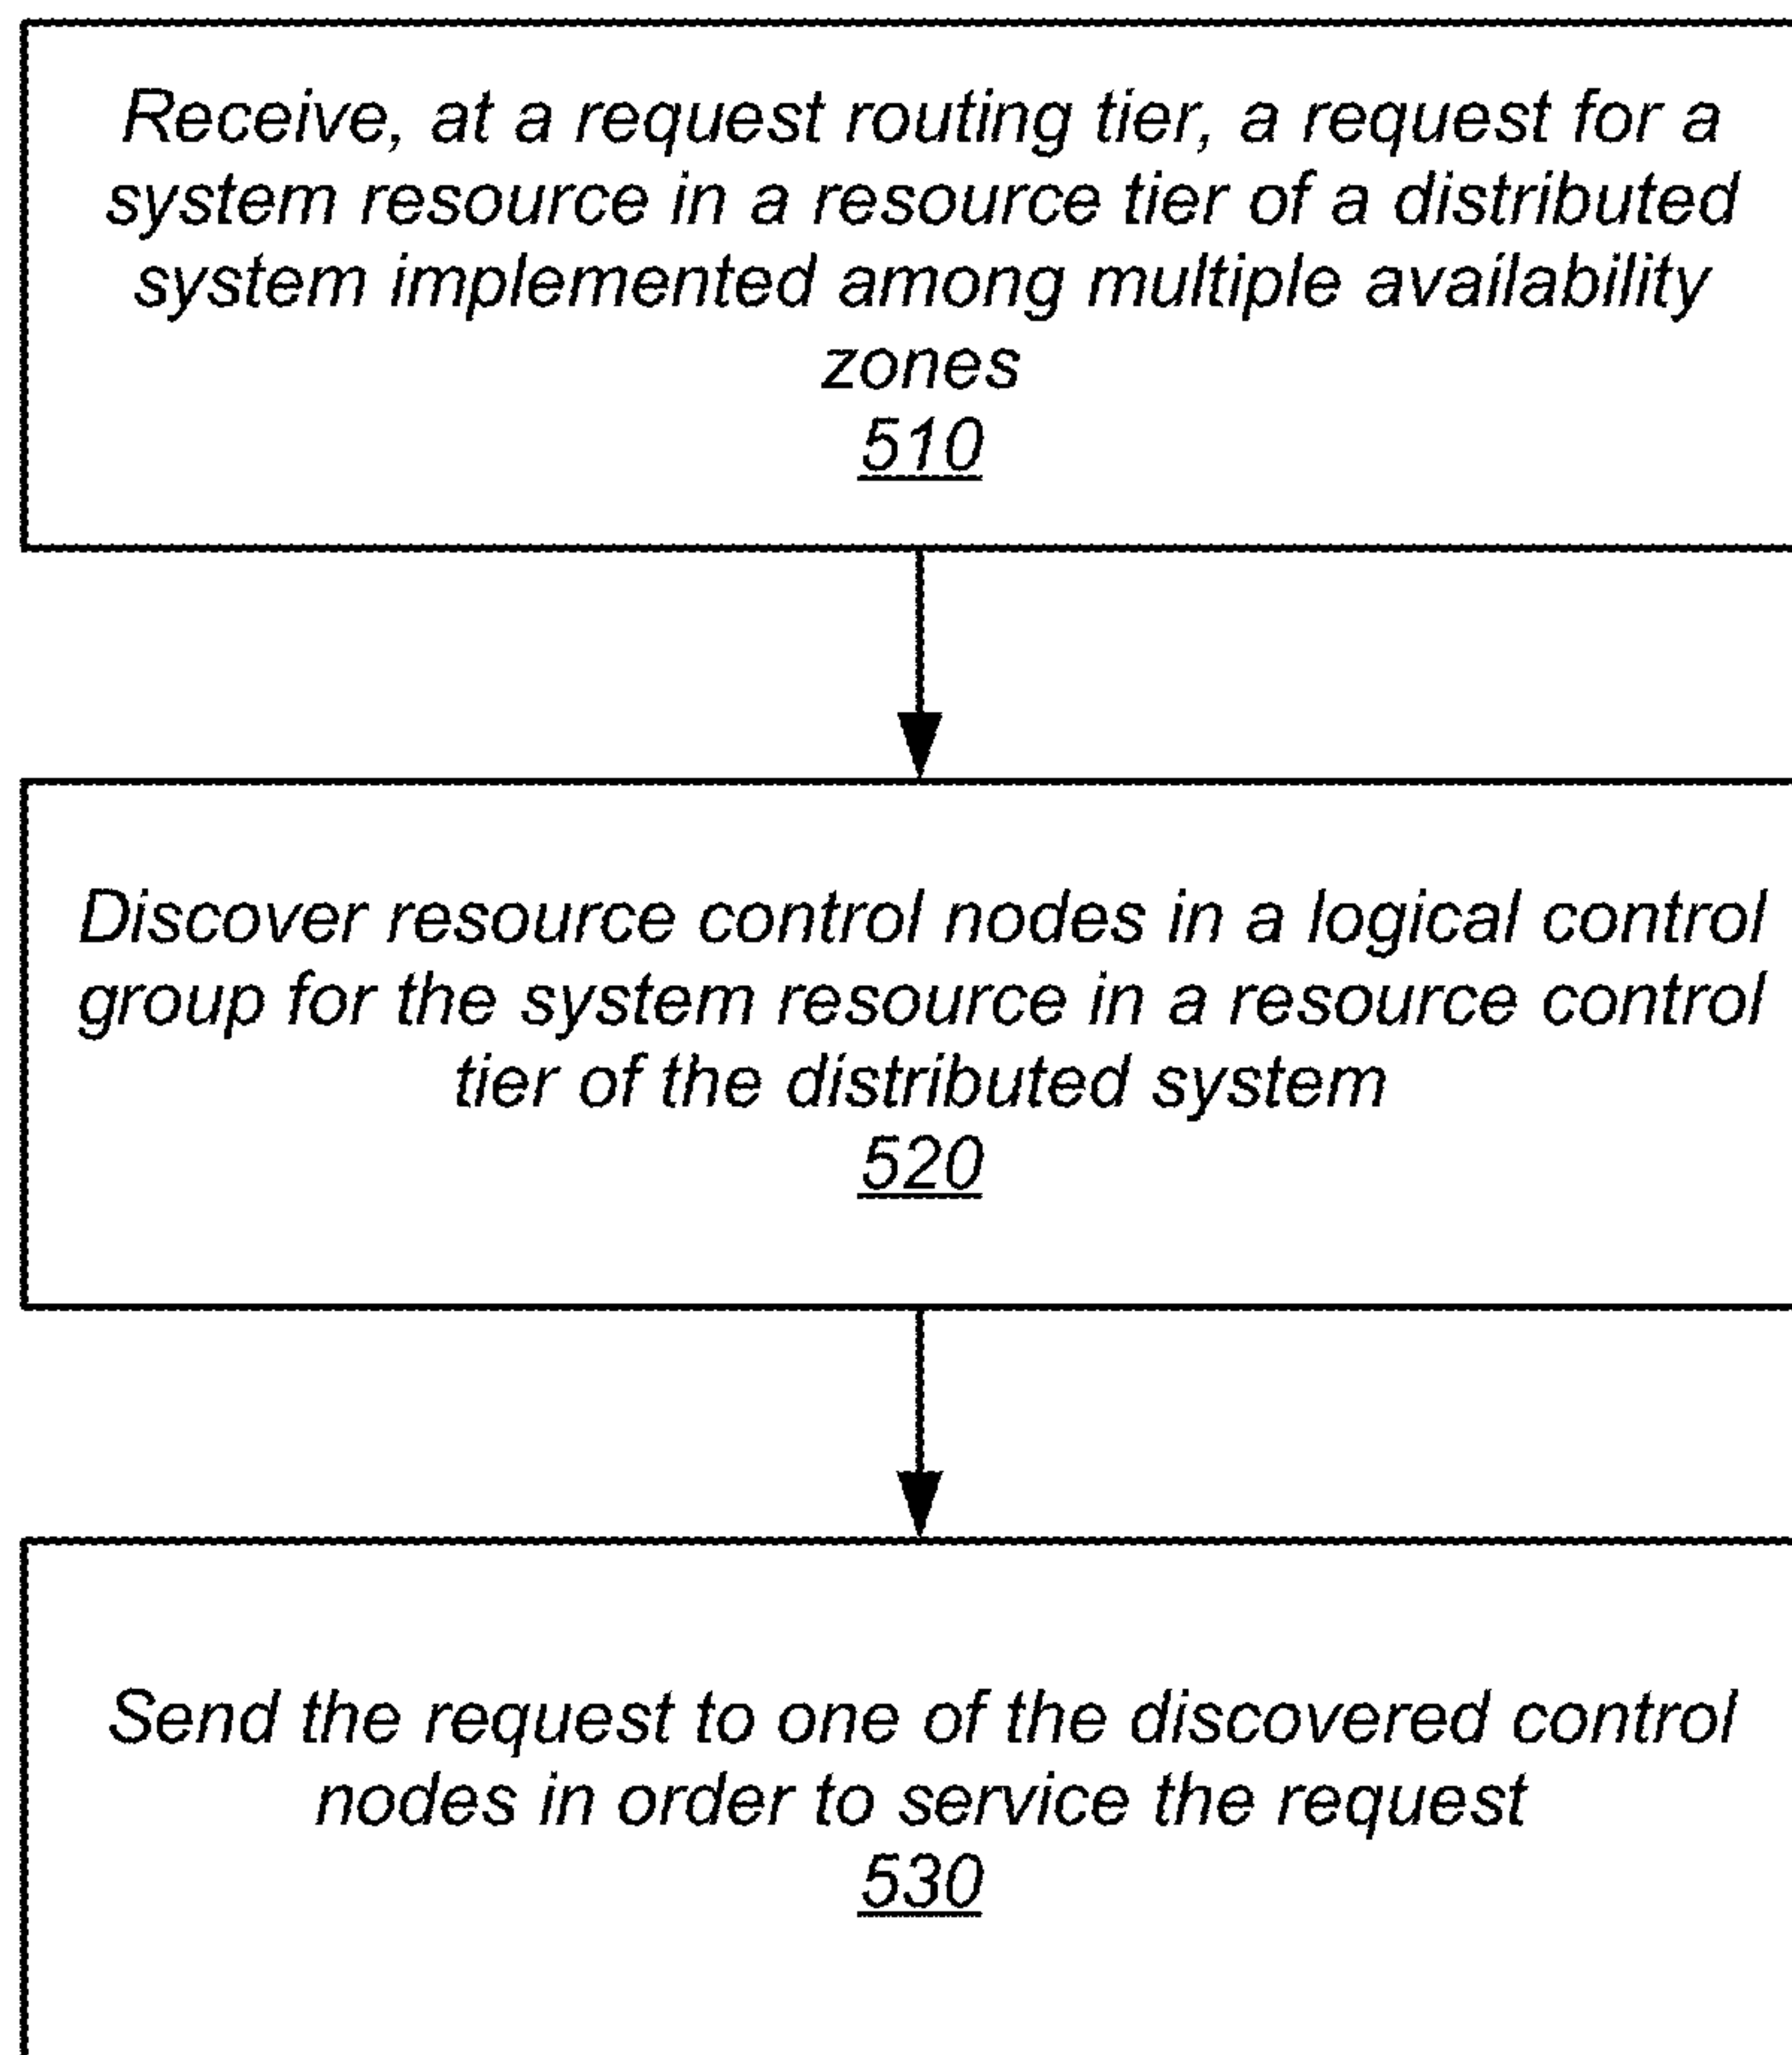 Receive, at a request routing tier, a request for a
system resource in a resource tier of a distributed
system implemented among multiple availability
zones
510
Discover resource control nodes in a logical control
group for the system resource in a resource control
tier of the distributed system
520
Send the request to one of the discovered control
nodes in order to service the request
530